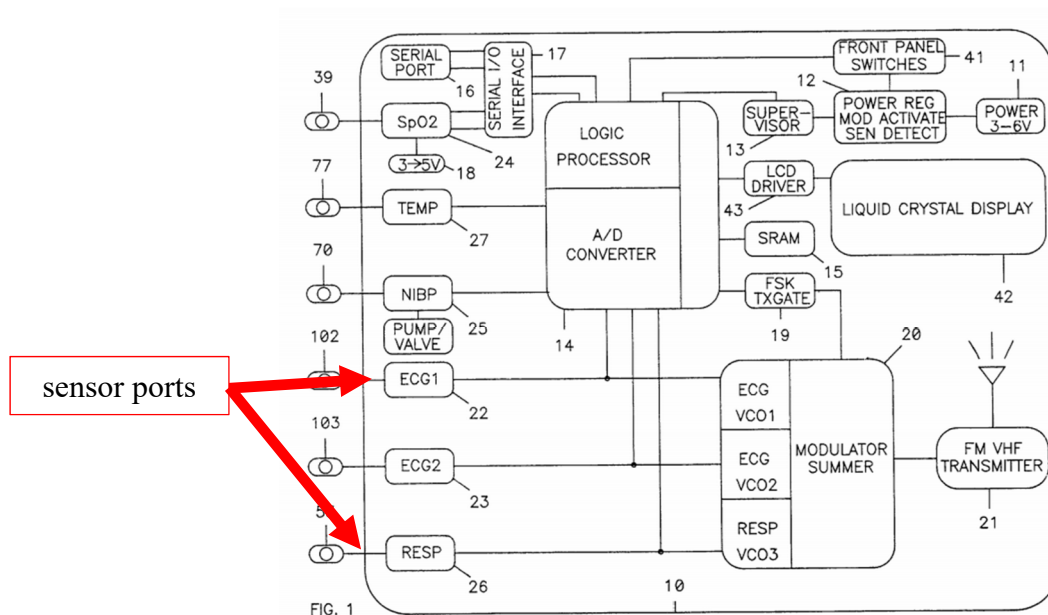 SERIAL
PORT
16
SERIAL I/O
INTERFACE
17
FRONT PANEL
SWITCHES
41
39
SpO2
24
3→5V
18
12
11
SUPER-
VISOR
13
POWER REG
MOD ACTIVATE
SEN DETECT
POWER
3–6V
LOGIC
PROCESSOR
77
TEMP
27
LCD
DRIVER
43
LIQUID CRYSTAL DISPLAY
42
A/D
CONVERTER
14
SRAM
15
70
NIBP
25
PUMP/
VALVE
FSK
TXGATE
19
20
sensor ports
102
ECG1
22
ECG
VCO1
103
ECG2
23
ECG
VCO2
MODULATOR
SUMMER
FM VHF
TRANSMITTER
21
RESP
26
RESP
VCO3
10
FIG. 1